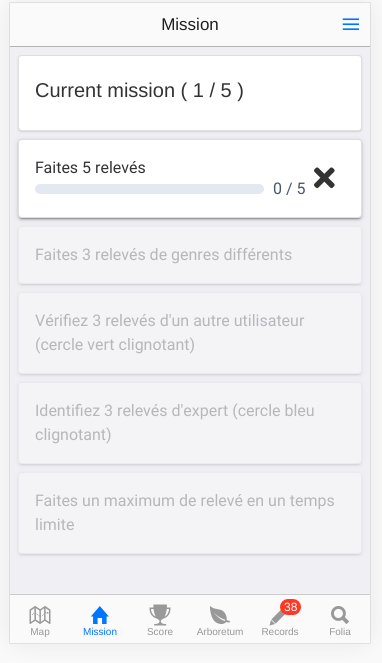 Mission
Current mission ( 1 / 5 )
Faites 5 relevés
0 / 5
Faites 3 relevés de genres différents
Vérifiez 3 relevés d'un autre utilisateur
(cercle vert clignotant)
Identifiez 3 relevés d'expert (cercle bleu
clignotant)
Faites un maximum de relevé en un temps
limite
38
Map Mission Score Arboretum Records Folia